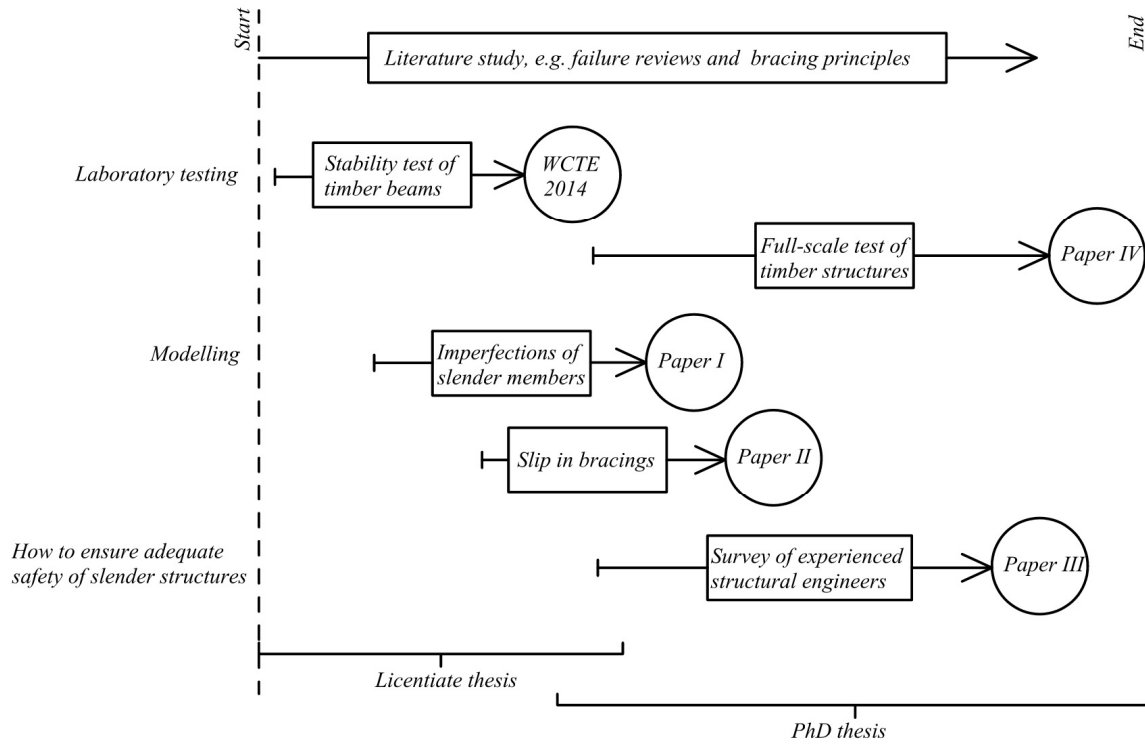 Start
End
Literature study, e.g. failure reviews and bracing principles
Laboratory testing
Stability test of
timber beams
WCTE
2014
Full-scale test of
timber structures
Paper IV
Modelling
Imperfections of
slender members
Paper I
Slip in bracings
Paper II
How to ensure adequate
safety of slender structures
Survey of experienced
structural engineers
Paper III
Licentiate thesis
PhD thesis